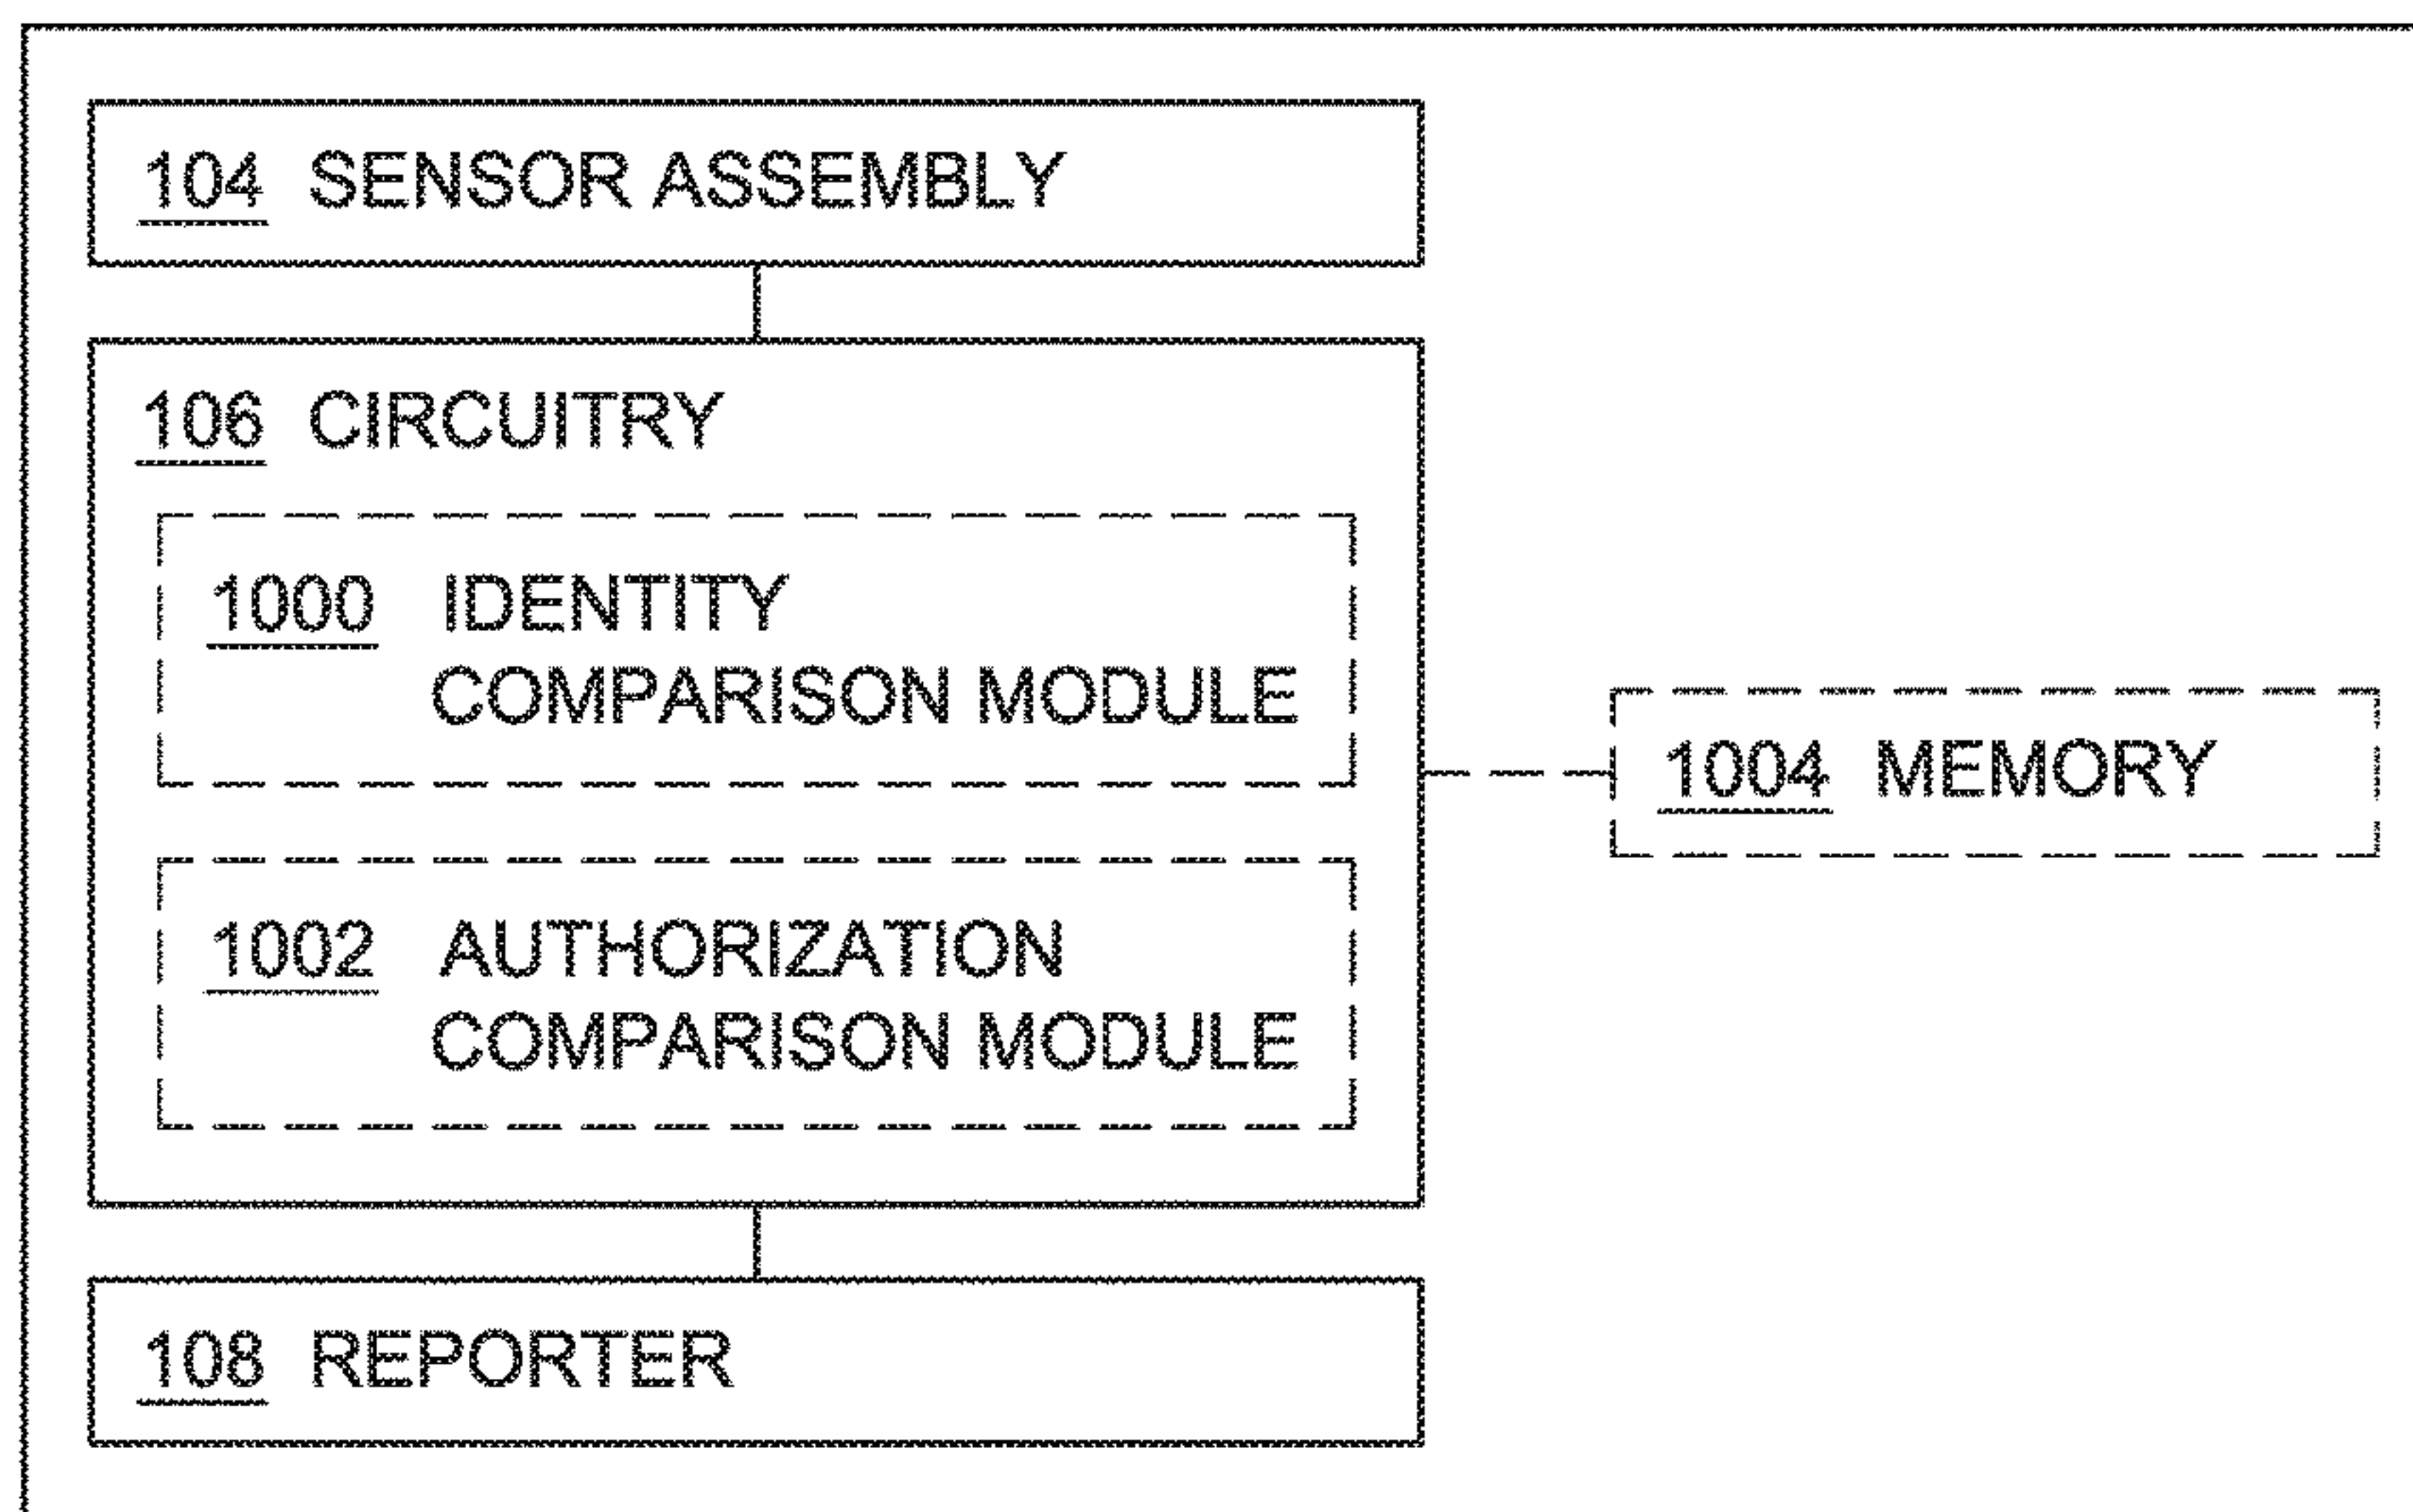 104 SENSOR ASSEMBLY
106 CIRCUITRY
1000 IDENTITY
COMPARISON MODULE
1002 AUTHORIZATION
COMPARISON MODULE
1004 MEMORY
108 REPORTER